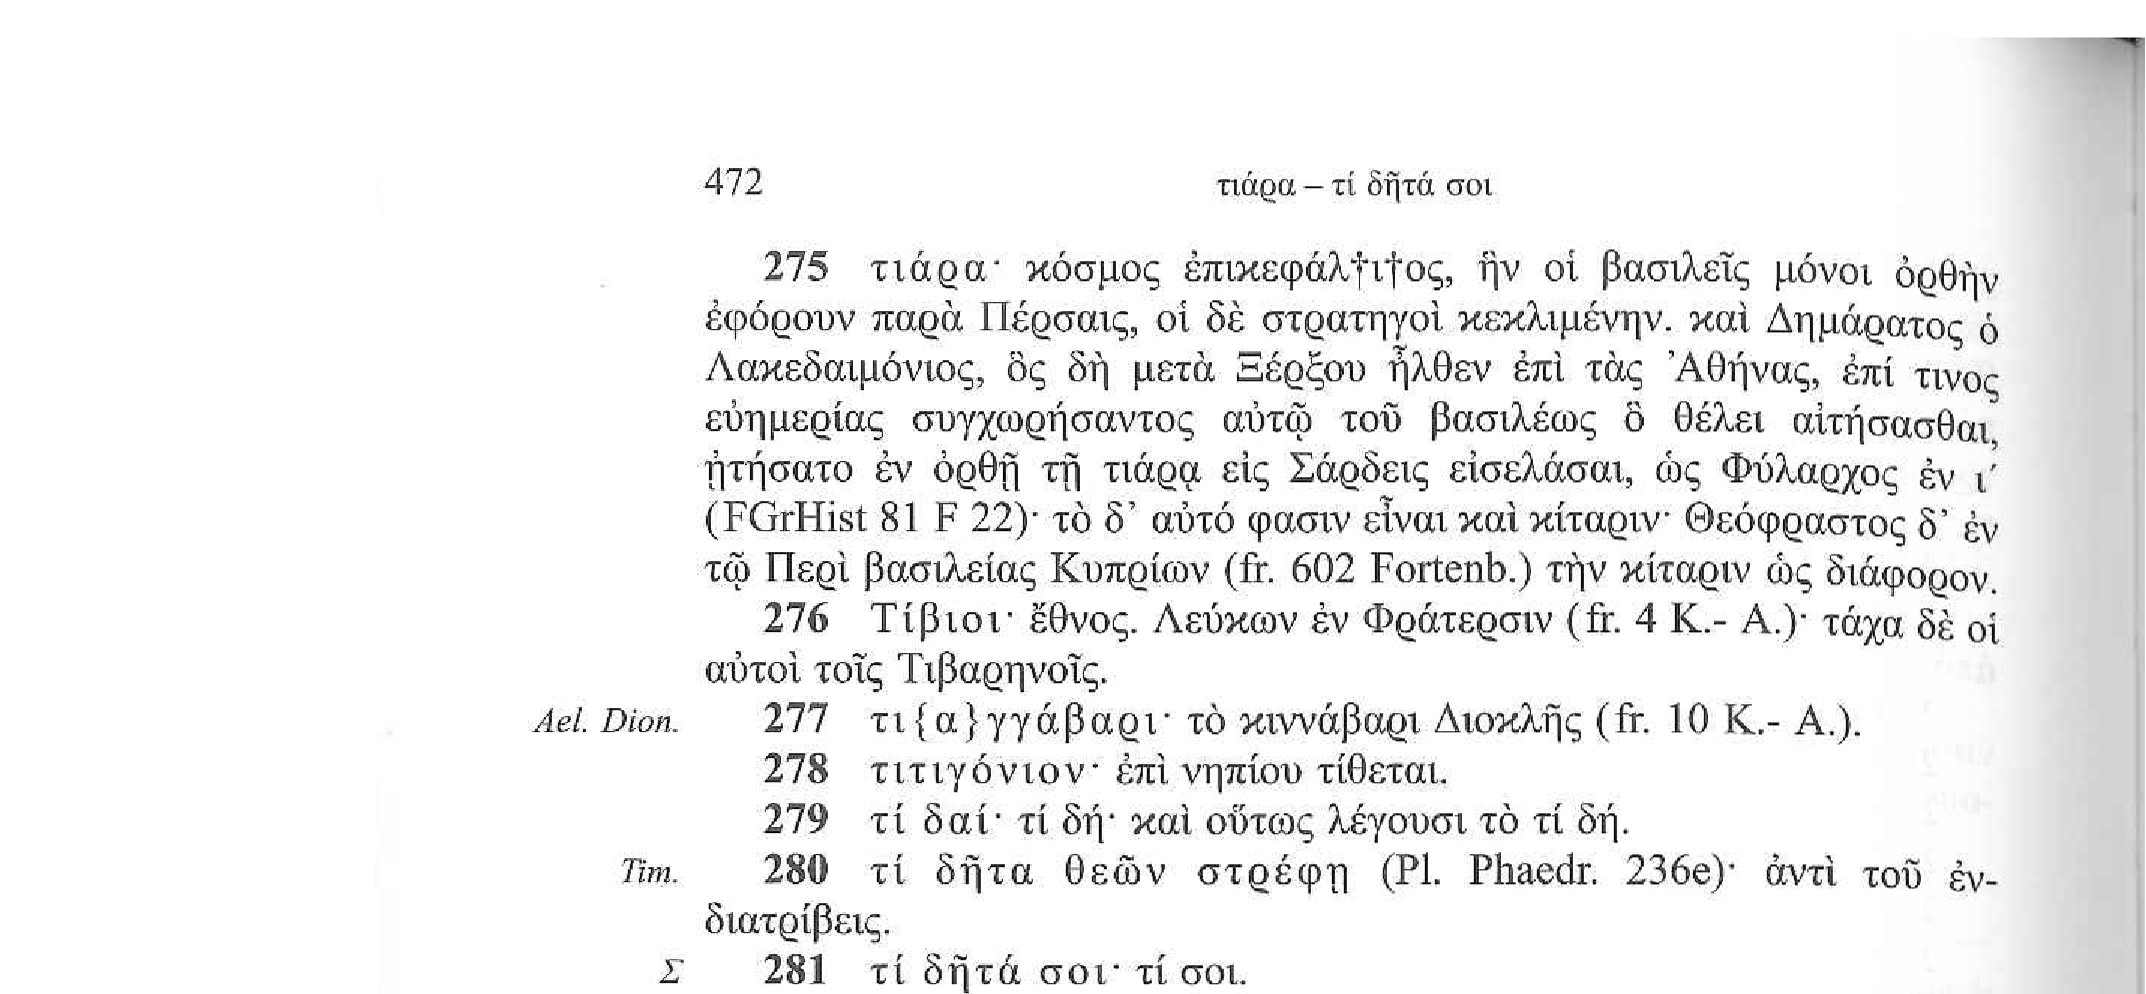 472 τιάρα – τί δῆτά σοι
275 τιάρα· κόσμος ἐπικεφάλ†ι†ος, ἣν οἱ βασιλεῖς μόνοι ὀρθὴν
ἐφόρουν παρὰ Πέρσαις, οἱ δὲ στρατηγοὶ κεκλιμένην. καὶ Δημάρατος ὁ
Λακεδαιμόνιος, ὃς δὴ μετὰ Ξέρξου ἦλθεν ἐπὶ τὰς Ἀθήνας, ἐπί τινος
εὐημερίας συγχωρήσαντος αὐτῷ τοῦ βασιλέως ὃ θέλει αἰτήσασθαι,
ᾐτήσατο ἐν ὀρθῇ τῇ τιάρᾳ εἰς Σάρδεις εἰσελάσαι, ὡς Φύλαρχος ἐν ι′
(FGrHist 81 F 22)· τὸ δ’ αὐτό φασιν εἶναι καὶ κίταριν· Θεόφραστος δ’ ἐν
τῷ Περὶ βασιλείας Κυπρίων (fr. 602 Fortenb.) τὴν κίταριν ὡς διάφορον.
276 Τίβιοι· ἔθνος. Λεύκων ἐν Φράτερσιν (fr. 4 K.- A.)· τάχα δὲ οἱ
αὐτοὶ τοῖς Τιβαρηνοῖς.
Ael. Dion. 277 τι{α}γγάβαρι· τὸ κιννάβαρι Διοκλῆς (fr. 10 K.- A.).
278 τιτιγόνιον· ἐπὶ νηπίου τίθεται.
279 τί δαί· τί δή· καὶ οὕτως λέγουσι τὸ τί δή.
Tim. 280 τί δῆτα θεῶν στρέφῃ (Pl. Phaedr. 236e)· ἀντὶ τοῦ ἐν-
διατρίβεις.
Σ 281 τί δῆτά σοι· τί σοι.